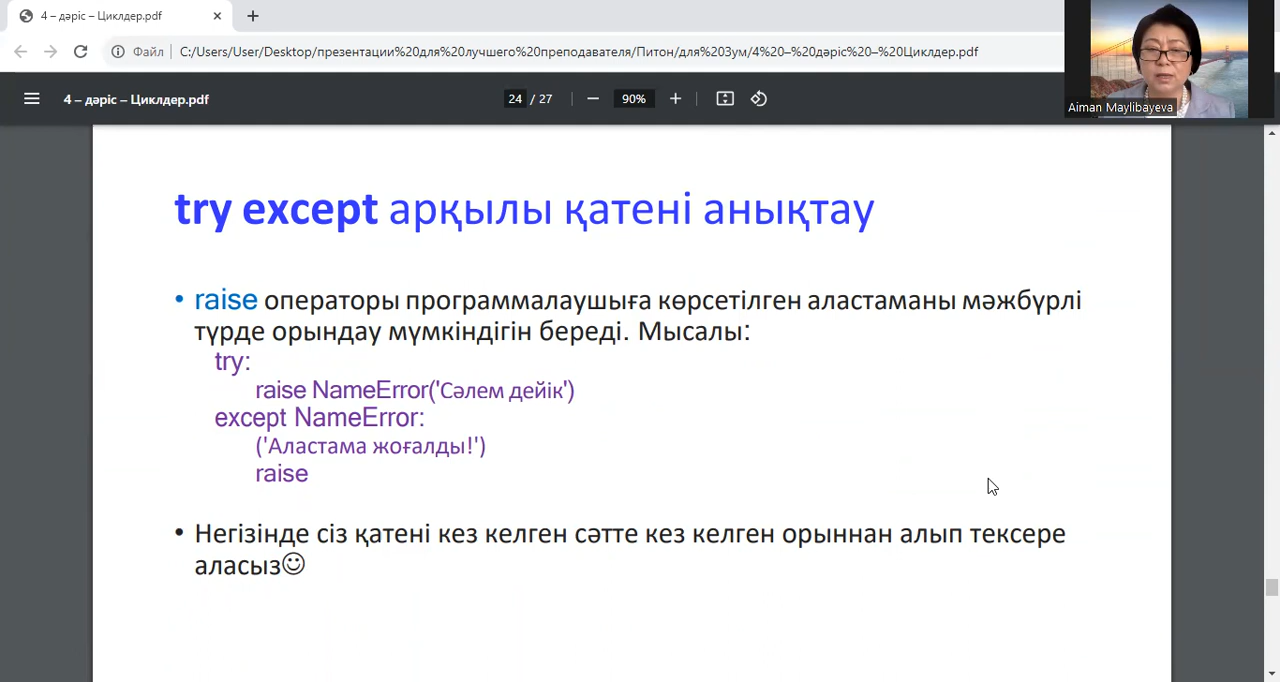 4 – дәріс – Циклдер.pdf
Файл
C:/Users/User/Desktop/презентации%20для%20лучшего%20преподавателя/Питон/для%20зум/4%20–%20дәріс%20–%20Циклдер.pdf
4 – дәріс – Циклдер.pdf
24 / 27
90%
Aiman Maylibayeva
try except арқылы қатені анықтау
• raise операторы программалаушыға көрсетілген аластаманы мәжбүрлі
түрде орындау мүмкіндігін береді. Мысалы:
try:
raise NameError('Сәлем дейік')
except NameError:
('Аластама жоғалды!')
raise
• Негізінде сіз қатені кез келген сәтте кез келген орыннан алып тексере
аласыз☺